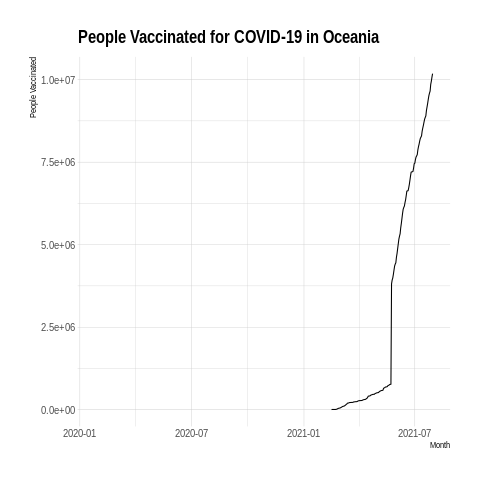 People Vaccinated for COVID-19 in Oceania
People Vaccinated
1.0e+07
7.5e+06
5.0e+06
2.5e+06
0.0e+00
2020-01 2020-07 2021-01 2021-07
Month